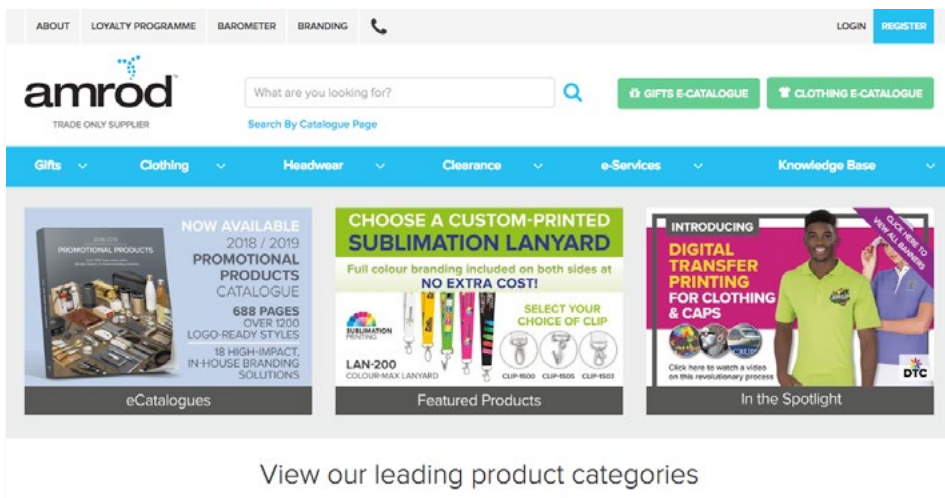 ABOUT LOYALTY PROGRAMME BAROMETER BRANDING LOGIN REGISTER
amrod
TRADE ONLY SUPPLIER
What are you looking for?
Search By Catalogue Page
GIFTS E-CATALOGUE CLOTHING E-CATALOGUE
Gifts Clothing Headwear Clearance e-Services Knowledge Base
2018/2019
PROMOTIONAL PRODUCTS
NOW AVAILABLE
2018 / 2019
PROMOTIONAL
PRODUCTS
CATALOGUE
688 PAGES
OVER 1200
LOGO-READY STYLES
18 HIGH-IMPACT,
IN-HOUSE BRANDING
SOLUTIONS
eCatalogues
CHOOSE A CUSTOM-PRINTED
SUBLIMATION LANYARD
Full colour branding included on both sides at
NO EXTRA COST!
SELECT YOUR
CHOICE OF CLIP
SUBLIMATION
PRINTING
LAN-200
COLOUR-MAX LANYARD
CLIP-1500 CLIP-1505 CLIP-1503
Featured Products
INTRODUCING
DIGITAL
TRANSFER
PRINTING
FOR CLOTHING
& CAPS
CLICK HERE TO
VIEW ALL BANNERS
Click here to watch a video
on this revolutionary process
DTC
In the Spotlight
View our leading product categories